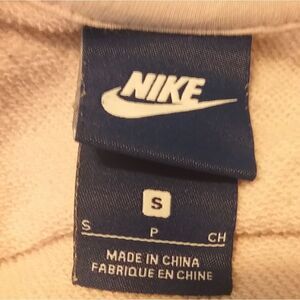 NIKE
S
S P CH
MADE IN CHINA
FABRIQUE EN CHINE